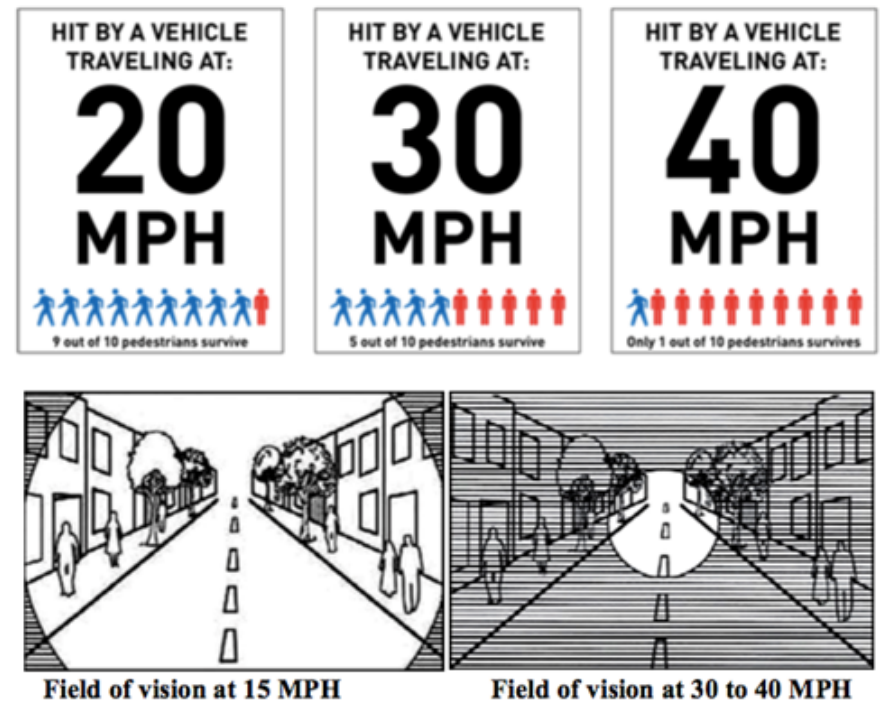 HIT BY A VEHICLE
TRAVELING AT:
20
MPH
9 out of 10 pedestrians survive
HIT BY A VEHICLE
TRAVELING AT:
30
MPH
5 out of 10 pedestrians survive
HIT BY A VEHICLE
TRAVELING AT:
40
MPH
Only 1 out of 10 pedestrians survives
Field of vision at 15 MPH
Field of vision at 30 to 40 MPH